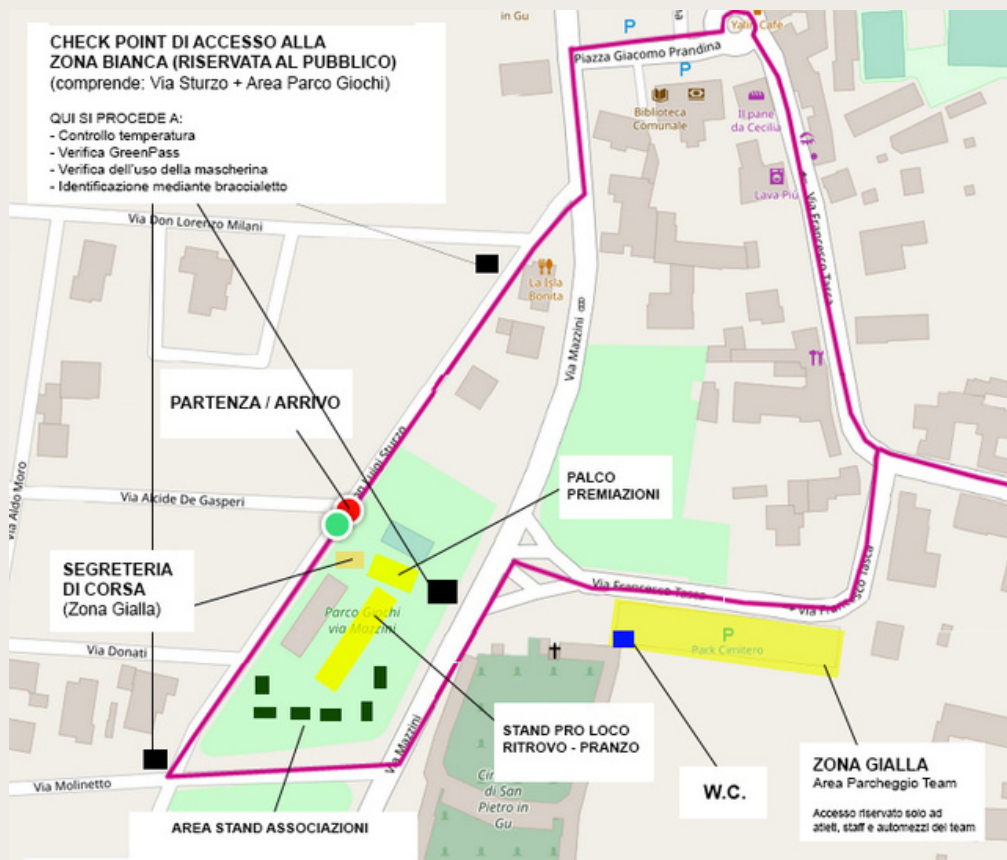 CHECK POINT DI ACCESSO ALLA
ZONA BIANCA (RISERVATA AL PUBBLICO)
(comprende: Via Sturzo + Area Parco Giochi)
QUI SI PROCEDE A:
- Controllo temperatura
- Verifica GreenPass
- Verifica dell'uso della mascherina
- Identificazione mediante braccialetto
in Gu
P
Yalin Cafè
Piazza Giacomo Prandina
P
Biblioteca
Comunale
Il pane
da Cecilia
Lava Più
Via Francesco Tasca
Via Don Lorenzo Milani
La Isla
Bonita
Via Mazzini
PARTENZA / ARRIVO
Luigi Sturzo
Via Aldo Moro
Via Alcide De Gasperi
PALCO
PREMIAZIONI
SEGRETERIA
DI CORSA
(Zona Gialla)
Parco Giochi
via Mazzini
Via Francesco Tasca
Via Francesco Tasca
P
Park Cimitero
Via Donati
STAND PRO LOCO
RITROVO - PRANZO
Via Mazzini
Via Molinetto
di San
Pietro in
Gu
W.C.
ZONA GIALLA
Area Parcheggio Team
Accesso riservato solo ad
atleti, staff e automezzi dei team
AREA STAND ASSOCIAZIONI